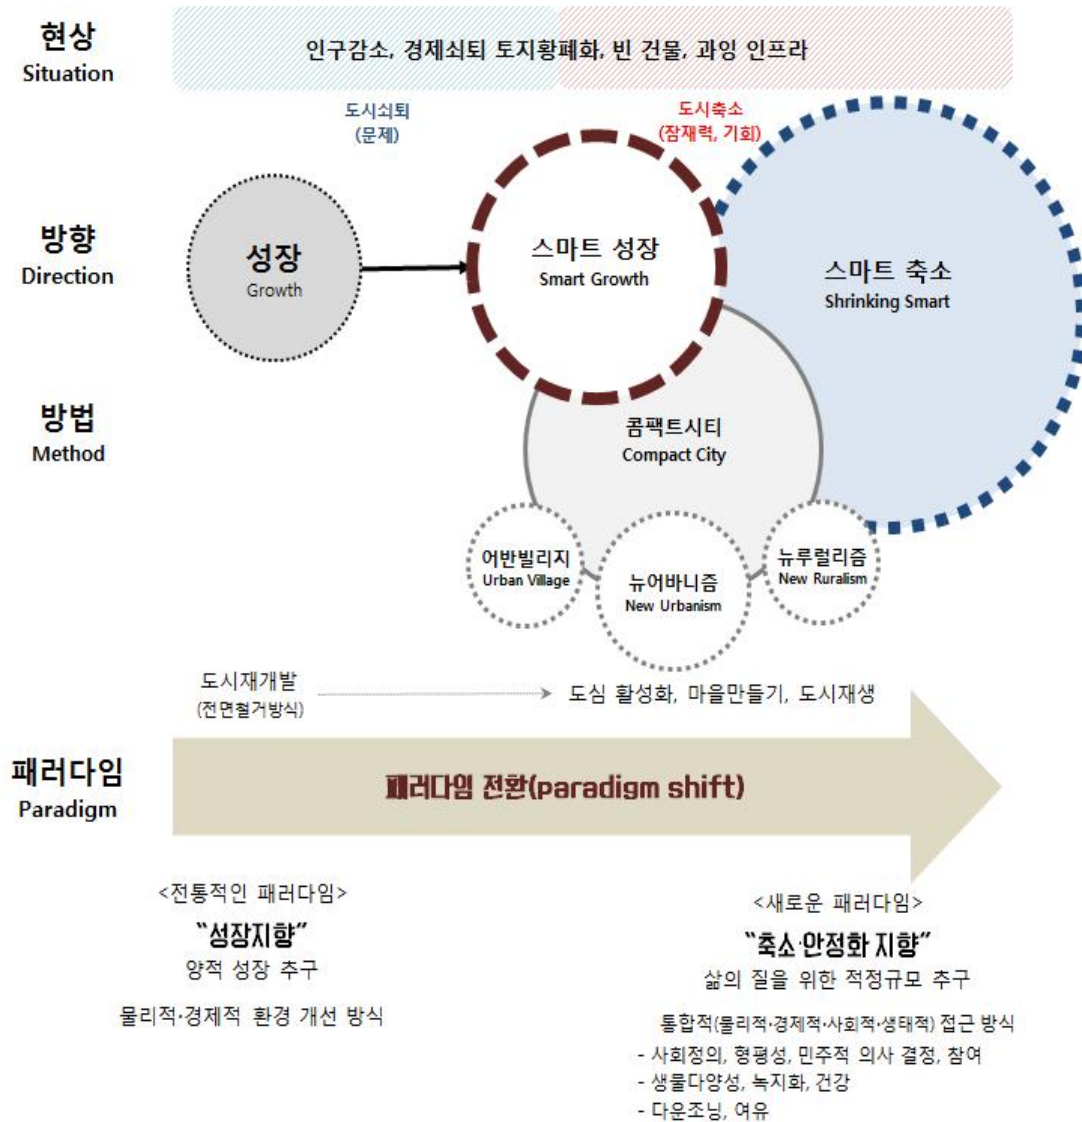 현상
Situation
인구감소, 경제쇠퇴 토지황폐화, 빈 건물, 과잉 인프라
도시쇠퇴
(문제)
도시축소
(잠재력, 기회)
방향
Direction
성장
Growth
스마트 성장
Smart Growth
스마트 축소
Shrinking Smart
방법
Method
콤팩트시티
Compact City
어반빌리지
Urban Village
뉴어바니즘
New Urbanism
뉴루럴리즘
New Ruralism
도시재개발
(전면철거방식)
도심 활성화, 마을만들기, 도시재생
패러다임
Paradigm
패러다임 전환(paradigm shift)
<전통적인 패러다임>
"성장지향"
양적 성장 추구
물리적·경제적 환경 개선 방식
<새로운 패러다임>
"축소·안정화 지향"
삶의 질을 위한 적정규모 추구
통합적(물리적·경제적·사회적·생태적) 접근 방식
- 사회정의, 형평성, 민주적 의사 결정, 참여
- 생물다양성, 녹지화, 건강
- 다운조닝, 여유